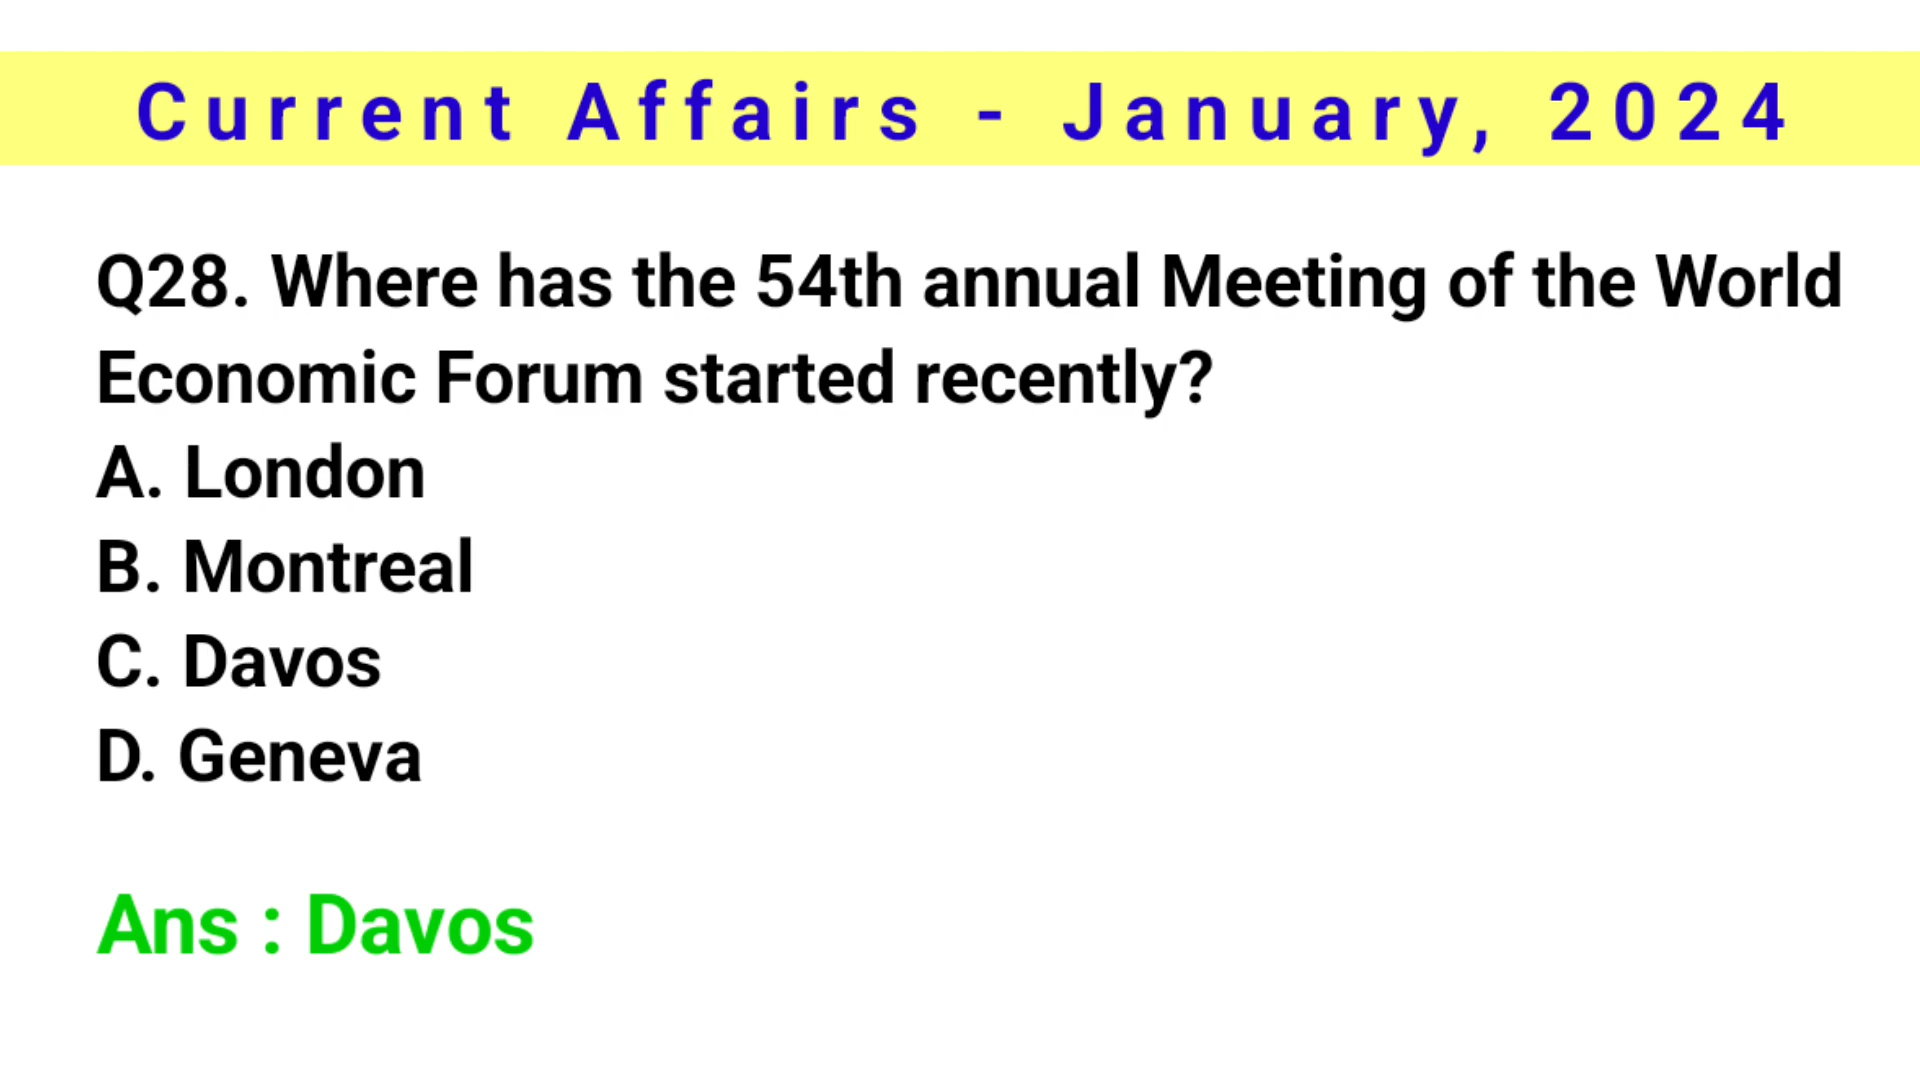 Current Affairs - January, 2024
Q28. Where has the 54th annual Meeting of the World
Economic Forum started recently?
A. London
B. Montreal
C. Davos
D. Geneva
Ans : Davos